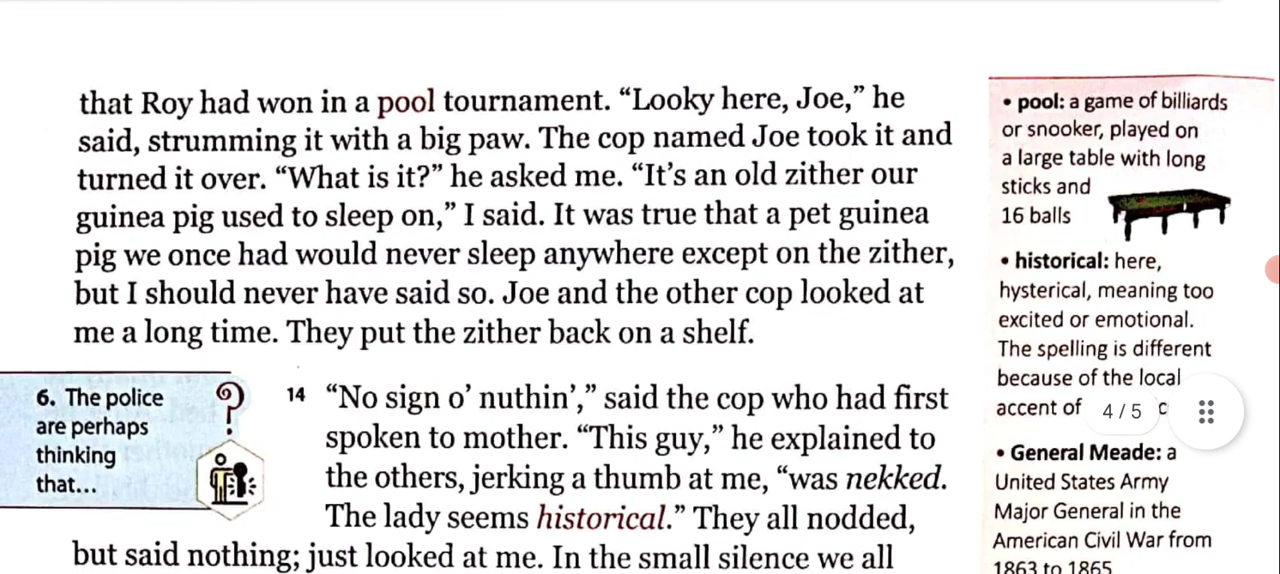 that Roy had won in a pool tournament. “Looky here, Joe,” he
said, strumming it with a big paw. The cop named Joe took it and
turned it over. “What is it?” he asked me. “It’s an old zither our
guinea pig used to sleep on,” I said. It was true that a pet guinea
pig we once had would never sleep anywhere except on the zither,
but I should never have said so. Joe and the other cop looked at
me a long time. They put the zither back on a shelf.
6. The police
are perhaps
thinking
that...
14 “No sign o’ nuthin’,” said the cop who had first
spoken to mother. “This guy,” he explained to
the others, jerking a thumb at me, “was nekked.
The lady seems historical.” They all nodded,
but said nothing; just looked at me. In the small silence we all
• pool: a game of billiards
or snooker, played on
a large table with long
sticks and
16 balls
• historical: here,
hysterical, meaning too
excited or emotional.
The spelling is different
because of the local
accent of
4 / 5
• General Meade: a
United States Army
Major General in the
American Civil War from
1863 to 1865